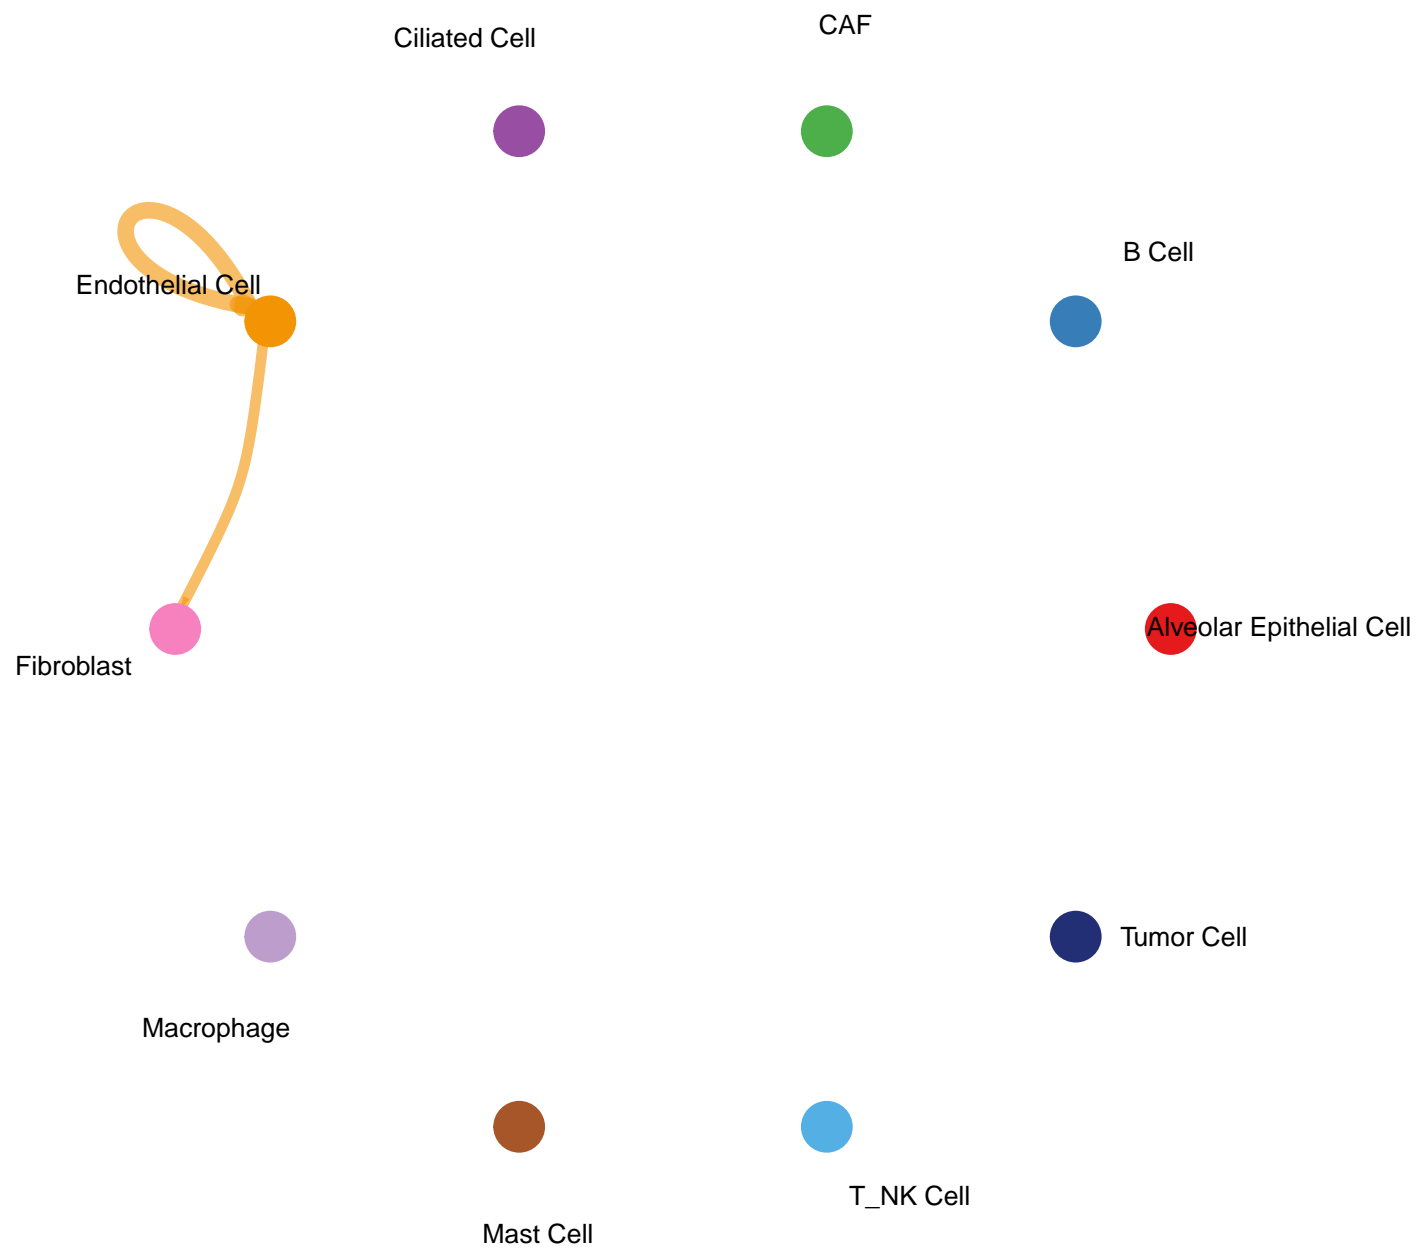 CAF
Ciliated Cell
B Cell
Endothelial Cell
Alveolar Epithelial Cell
Fibroblast
Tumor Cell
Macrophage
T_NK Cell
Mast Cell